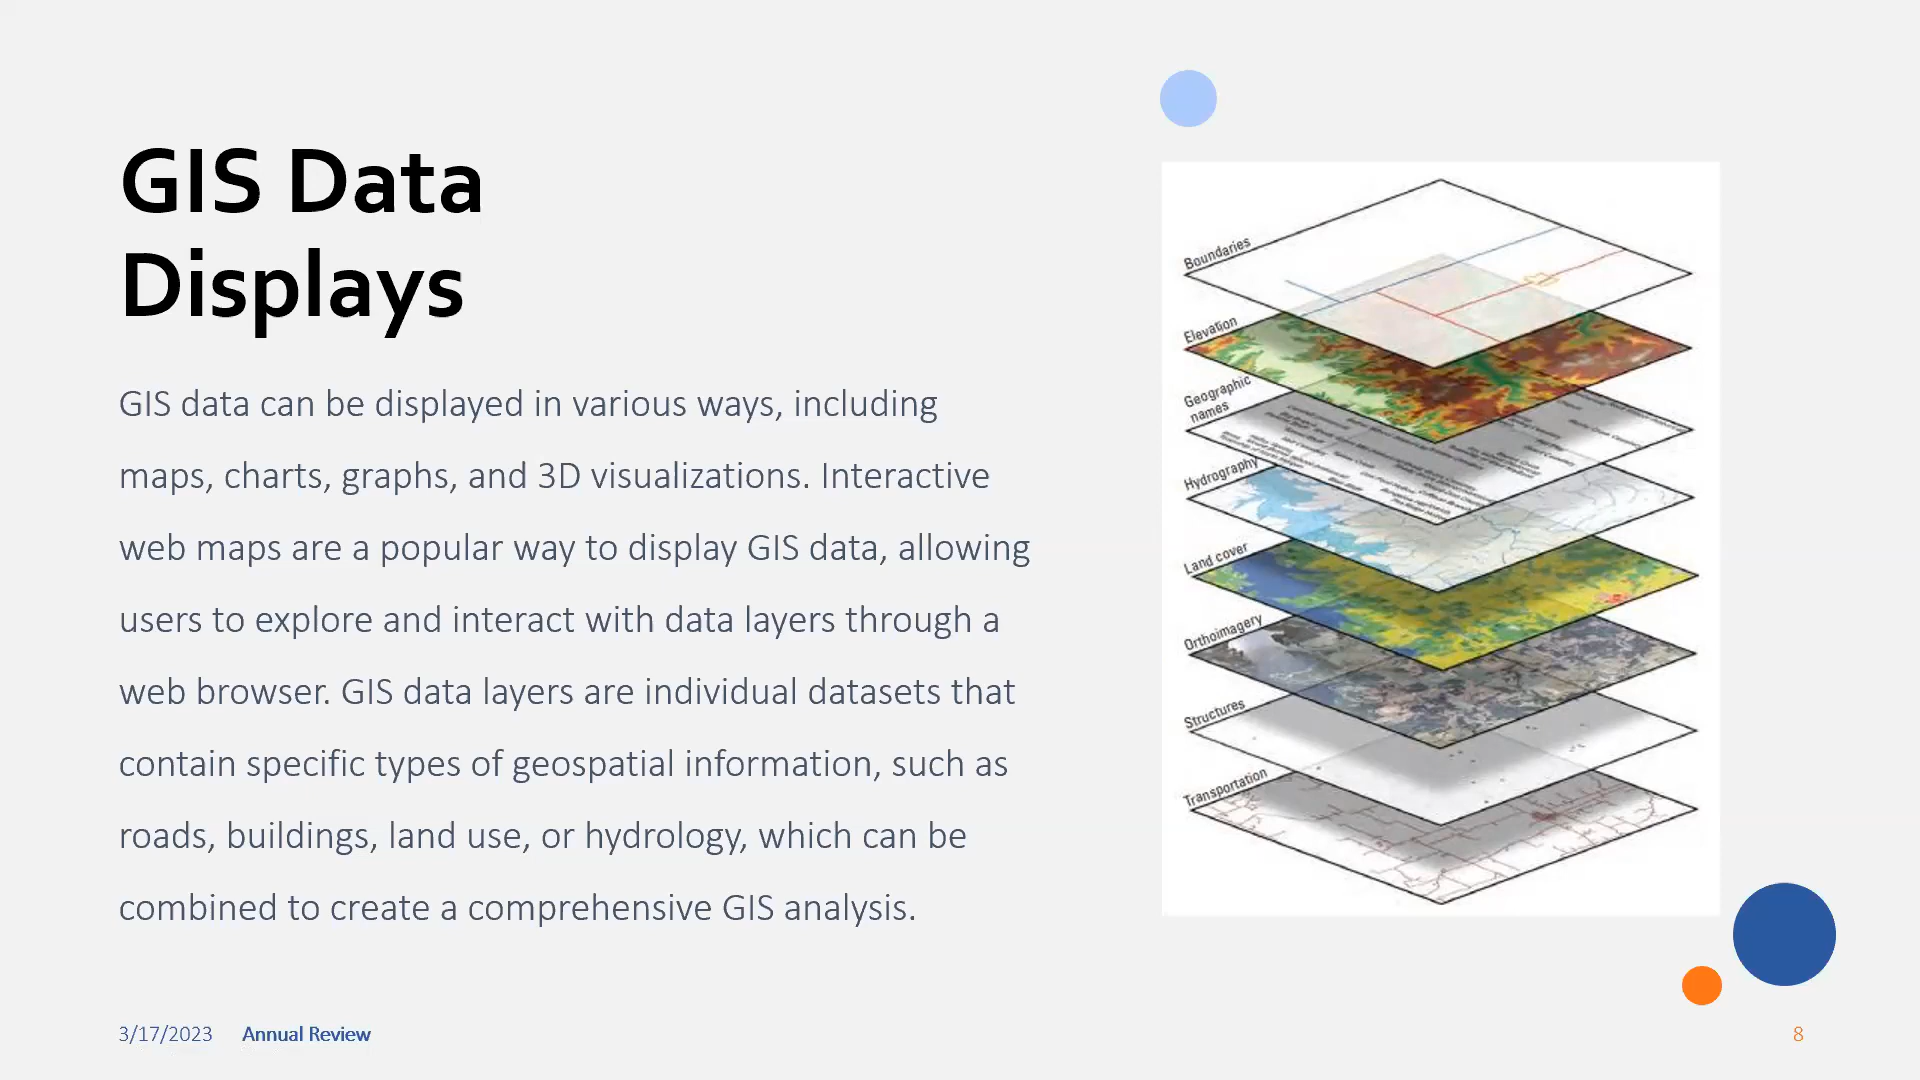 GIS Data
Displays
GIS data can be displayed in various ways, including
maps, charts, graphs, and 3D visualizations. Interactive
web maps are a popular way to display GIS data, allowing
users to explore and interact with data layers through a
web browser. GIS data layers are individual datasets that
contain specific types of geospatial information, such as
roads, buildings, land use, or hydrology, which can be
combined to create a comprehensive GIS analysis.
Boundaries
Elevation
Geographic
names
Hydrography
Land cover
Orthoimagery
Structures
Transportation
3/17/2023 Annual Review
8